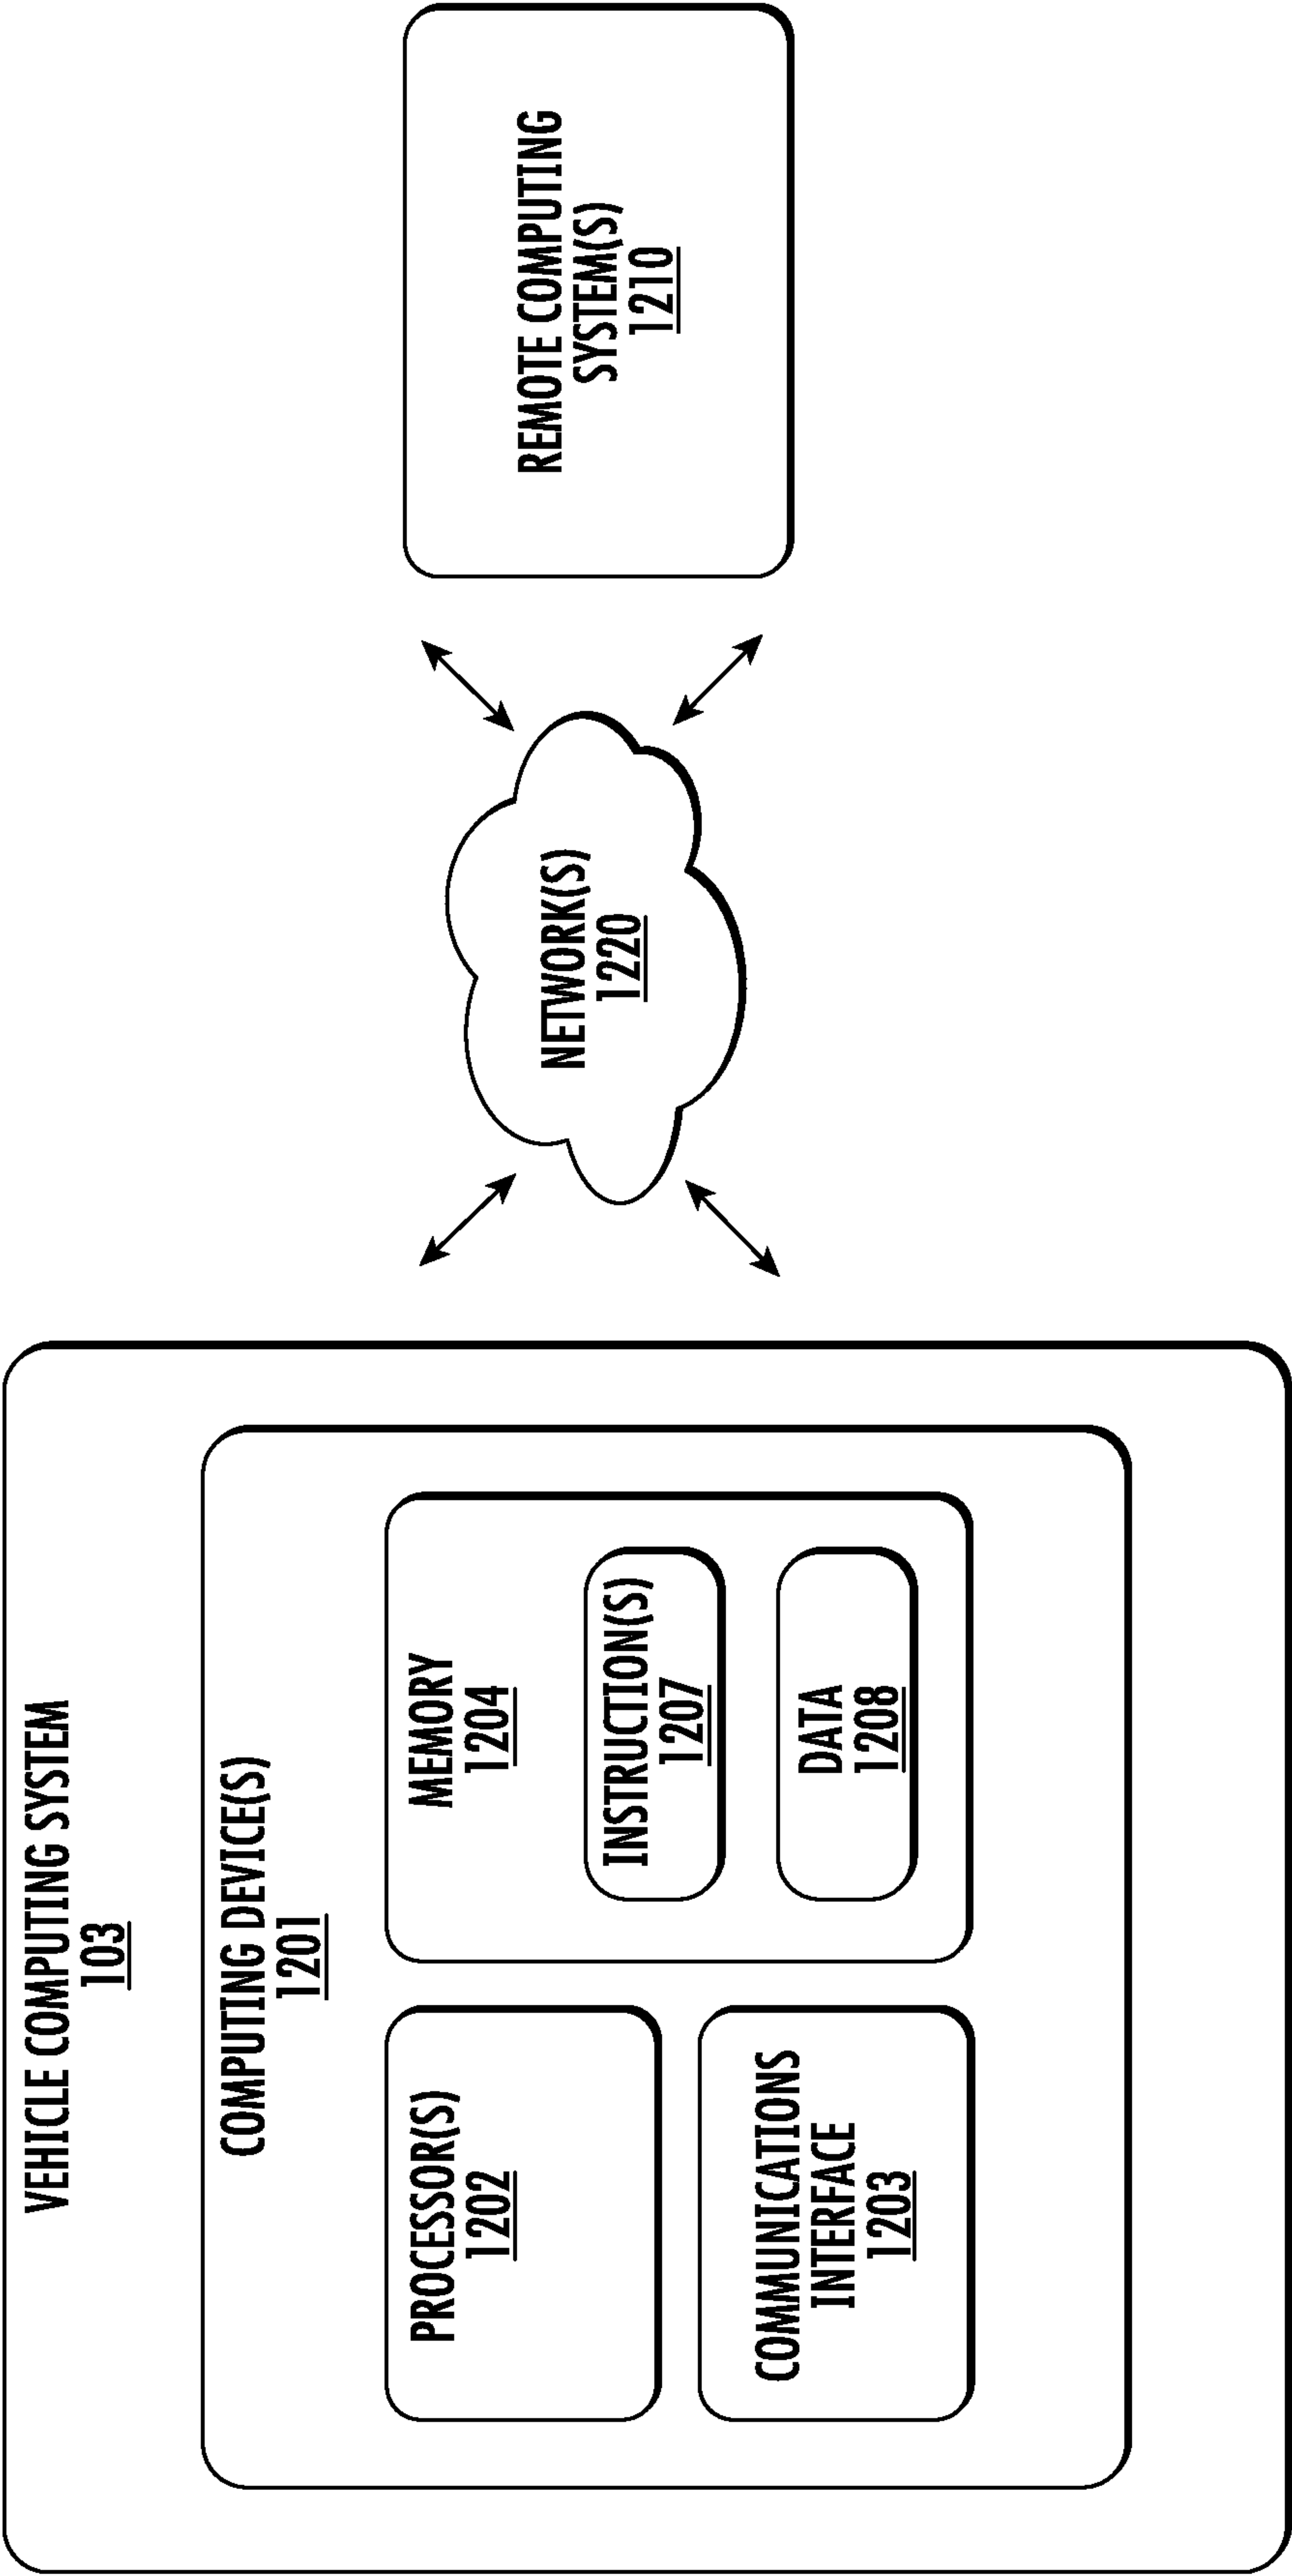 VEHICLE COMPUTING SYSTEM
103
COMPUTING DEVICE(S)
1201
PROCESSOR(S)
1202
COMMUNICATIONS
INTERFACE
1203
MEMORY
1204
INSTRUCTION(S)
1207
DATA
1208
NETWORK(S)
1220
REMOTE COMPUTING
SYSTEM(S)
1210